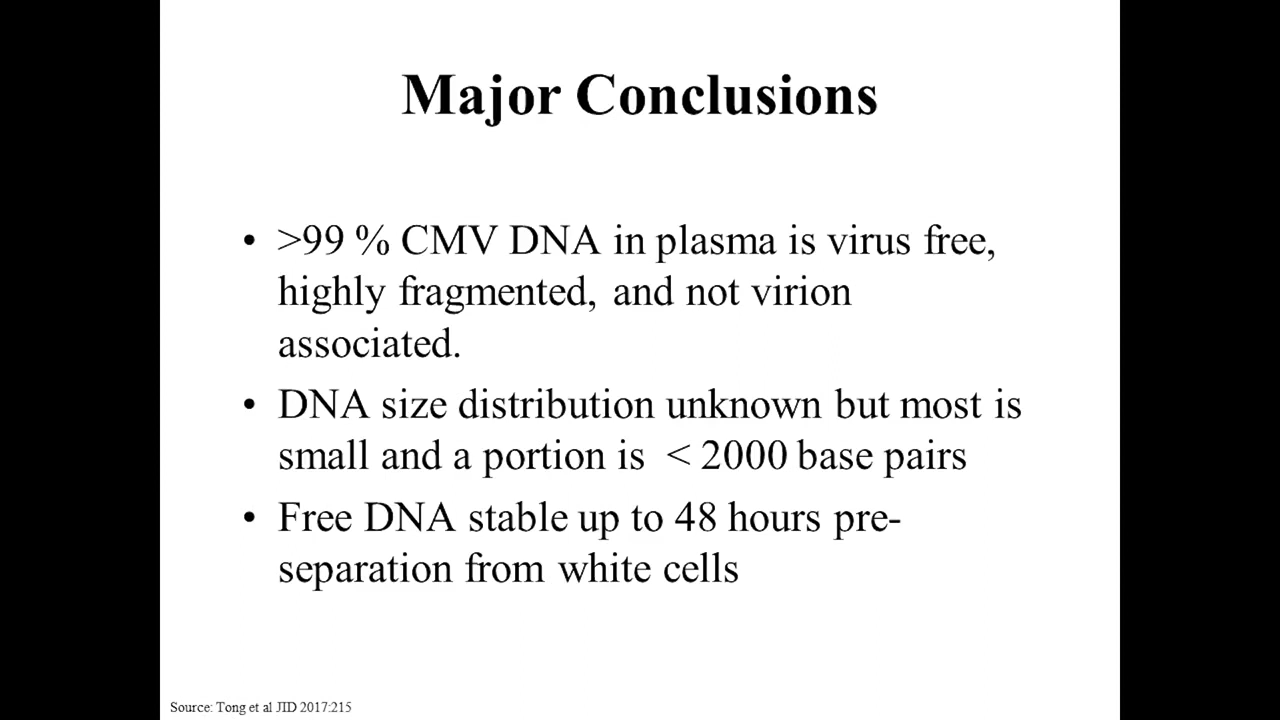 Major Conclusions
• >99 % CMV DNA in plasma is virus free,
highly fragmented, and not virion
associated.
• DNA size distribution unknown but most is
small and a portion is < 2000 base pairs
• Free DNA stable up to 48 hours pre-
separation from white cells
Source: Tong et al JID 2017:215